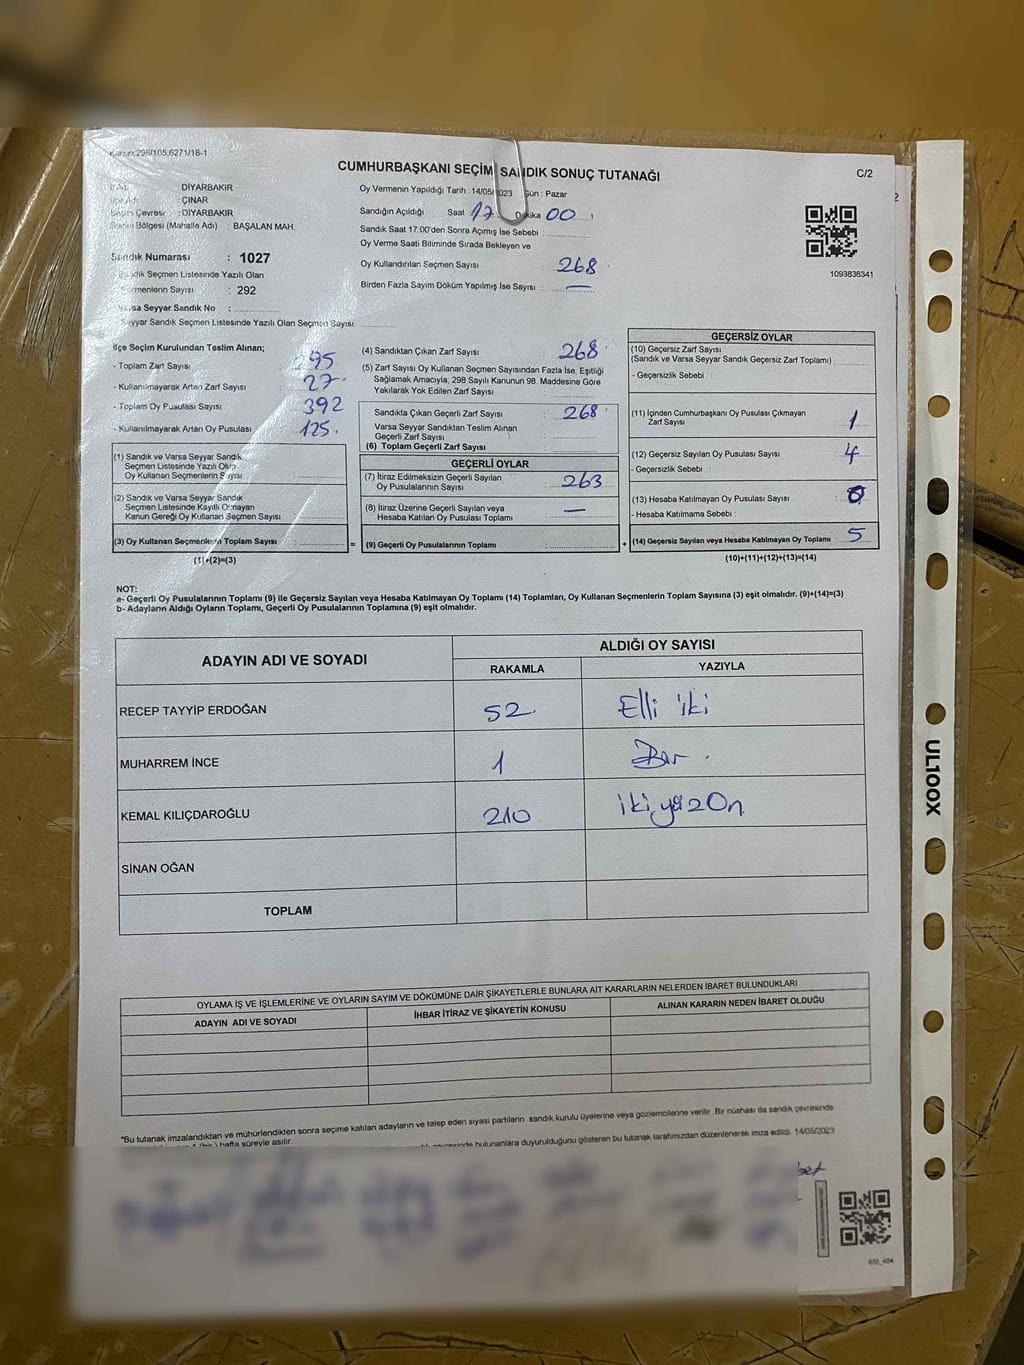 Kanun:298/105,6271/18-1
CUMHURBAŞKANI SEÇİM SANDIK SONUÇ TUTANAĞI
C/2
DİYARBAKIR
ÇINAR
Seçim Çevresi : DİYARBAKIR
Seçim Bölgesi (Mahalle Adı) : BAŞALAN MAH.
Sandık Numarası : 1027
Sandık Seçmen Listesinde Yazılı Olan
Seçmenlerin Sayısı : 292
Varsa Seyyar Sandık No :
Seyyar Sandık Seçmen Listesinde Yazılı Olan Seçmen Sayısı
Oy Vermenin Yapıldığı Tarih : 14/05/2023 Gün : Pazar
Sandığın Açıldığı Saat 17 Dakika 00
Sandık Saat 17:00'den Sonra Açımış İse Sebebi :
Oy Verme Saati Bitiminde Sırada Bekleyen ve
Oy Kullandırılan Seçmen Sayısı 268
Birden Fazla Sayım Döküm Yapılmış İse Sayısı : —
1093836341
İlçe Seçim Kurulundan Teslim Alınan;
- Toplam Zarf Sayısı 295
- Kullanılmayarak Artan Zarf Sayısı 27
- Toplam Oy Pusulası Sayısı 392
- Kullanılmayarak Artan Oy Pusulası 125
(1) Sandık ve Varsa Seyyar Sandık
Seçmen Listesinde Yazılı Olup
Oy Kullanan Seçmenlerin Sayısı :
(2) Sandık ve Varsa Seyyar Sandık
Seçmen Listesinde Kayıtlı Olmayan
Kanun Gereği Oy Kullanan Seçmen Sayısı
(3) Oy Kullanan Seçmenlerin Toplam Sayısı :
(1)+(2)=(3)
(4) Sandıktan Çıkan Zarf Sayısı : 268
(5) Zarf Sayısı Oy Kullanan Seçmen Sayısından Fazla İse, Eşitliği
Sağlamak Amacıyla; 298 Sayılı Kanunun 98. Maddesine Göre
Yakılarak Yok Edilen Zarf Sayısı :
Sandıkta Çıkan Geçerli Zarf Sayısı : 268
Varsa Seyyar Sandıktan Teslim Alınan
Geçerli Zarf Sayısı
(6) Toplam Geçerli Zarf Sayısı
GEÇERLİ OYLAR
(7) İtiraz Edilmeksizin Geçerli Sayılan
Oy Pusulalarının Sayısı : 263
(8) İtiraz Üzerine Geçerli Sayılan veya
Hesaba Katılan Oy Pusulası Toplamı : —
= (9) Geçerli Oy Pusulalarının Toplamı :
GEÇERSİZ OYLAR
(10) Geçersiz Zarf Sayısı
(Sandık ve Varsa Seyyar Sandık Geçersiz Zarf Toplamı) :
- Geçersizlik Sebebi :
(11) İçinden Cumhurbaşkanı Oy Pusulası Çıkmayan
Zarf Sayısı : 1
(12) Geçersiz Sayılan Oy Pusulası Sayısı : 4
- Geçersizlik Sebebi :
(13) Hesaba Katılmayan Oy Pusulası Sayısı : 0
- Hesaba Katılmama Sebebi :
+ (14) Geçersiz Sayılan veya Hesaba Katılmayan Oy Toplamı : 5
(10)+(11)+(12)+(13)=(14)
NOT:
a- Geçerli Oy Pusulalarının Toplamı (9) ile Geçersiz Sayılan veya Hesaba Katılmayan Oy Toplamı (14) Toplamları, Oy Kullanan Seçmenlerin Toplam Sayısına (3) eşit olmalıdır. (9)+(14)=(3)
b- Adayların Aldığı Oyların Toplamı, Geçerli Oy Pusulalarının Toplamına (9) eşit olmalıdır.
ADAYIN ADI VE SOYADI
ALDIĞI OY SAYISI
RAKAMLA YAZIYLA
RECEP TAYYİP ERDOĞAN 52 Elli iki
MUHARREM İNCE 1 Bir
KEMAL KILIÇDAROĞLU 210 ikiyüzOn
SİNAN OĞAN
TOPLAM
OYLAMA İŞ VE İŞLEMLERİNE VE OYLARIN SAYIM VE DÖKÜMÜNE DAİR ŞİKAYETLERLE BUNLARA AİT KARARLARIN NELERDEN İBARET BULUNDUKLARI
ADAYIN ADI VE SOYADI İHBAR İTİRAZ VE ŞİKAYETİN KONUSU ALINAN KARARIN NEDEN İBARET OLDUĞU
*Bu tutanak imzalandıktan ve mühürlendikten sonra seçime katılan adayların ve talep eden siyasi partilerin sandık kurulu üyelerine veya gözlemcilerine verilir. Bir nüshası da sandık çevresinde
1 (bir) hafta süreyle asılır.
bulunanlara duyurulduğunu gösteren bu tutanak tarafımızdan düzenlenerek imza edildi. 14/05/2023
UL100X